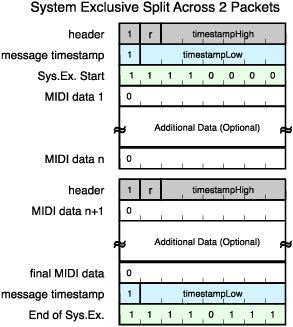 System Exclusive Split Across 2 Packets
header 1 r timestampHigh
message timestamp 1 timestampLow
Sys.Ex. Start 1 1 1 1 0 0 0 0
MIDI data 1 0
Additional Data (Optional)
MIDI data n 0
header 1 r timestampHigh
MIDI data n+1 0
Additional Data (Optional)
final MIDI data 0
message timestamp 1 timestampLow
End of Sys.Ex. 1 1 1 1 0 1 1 1